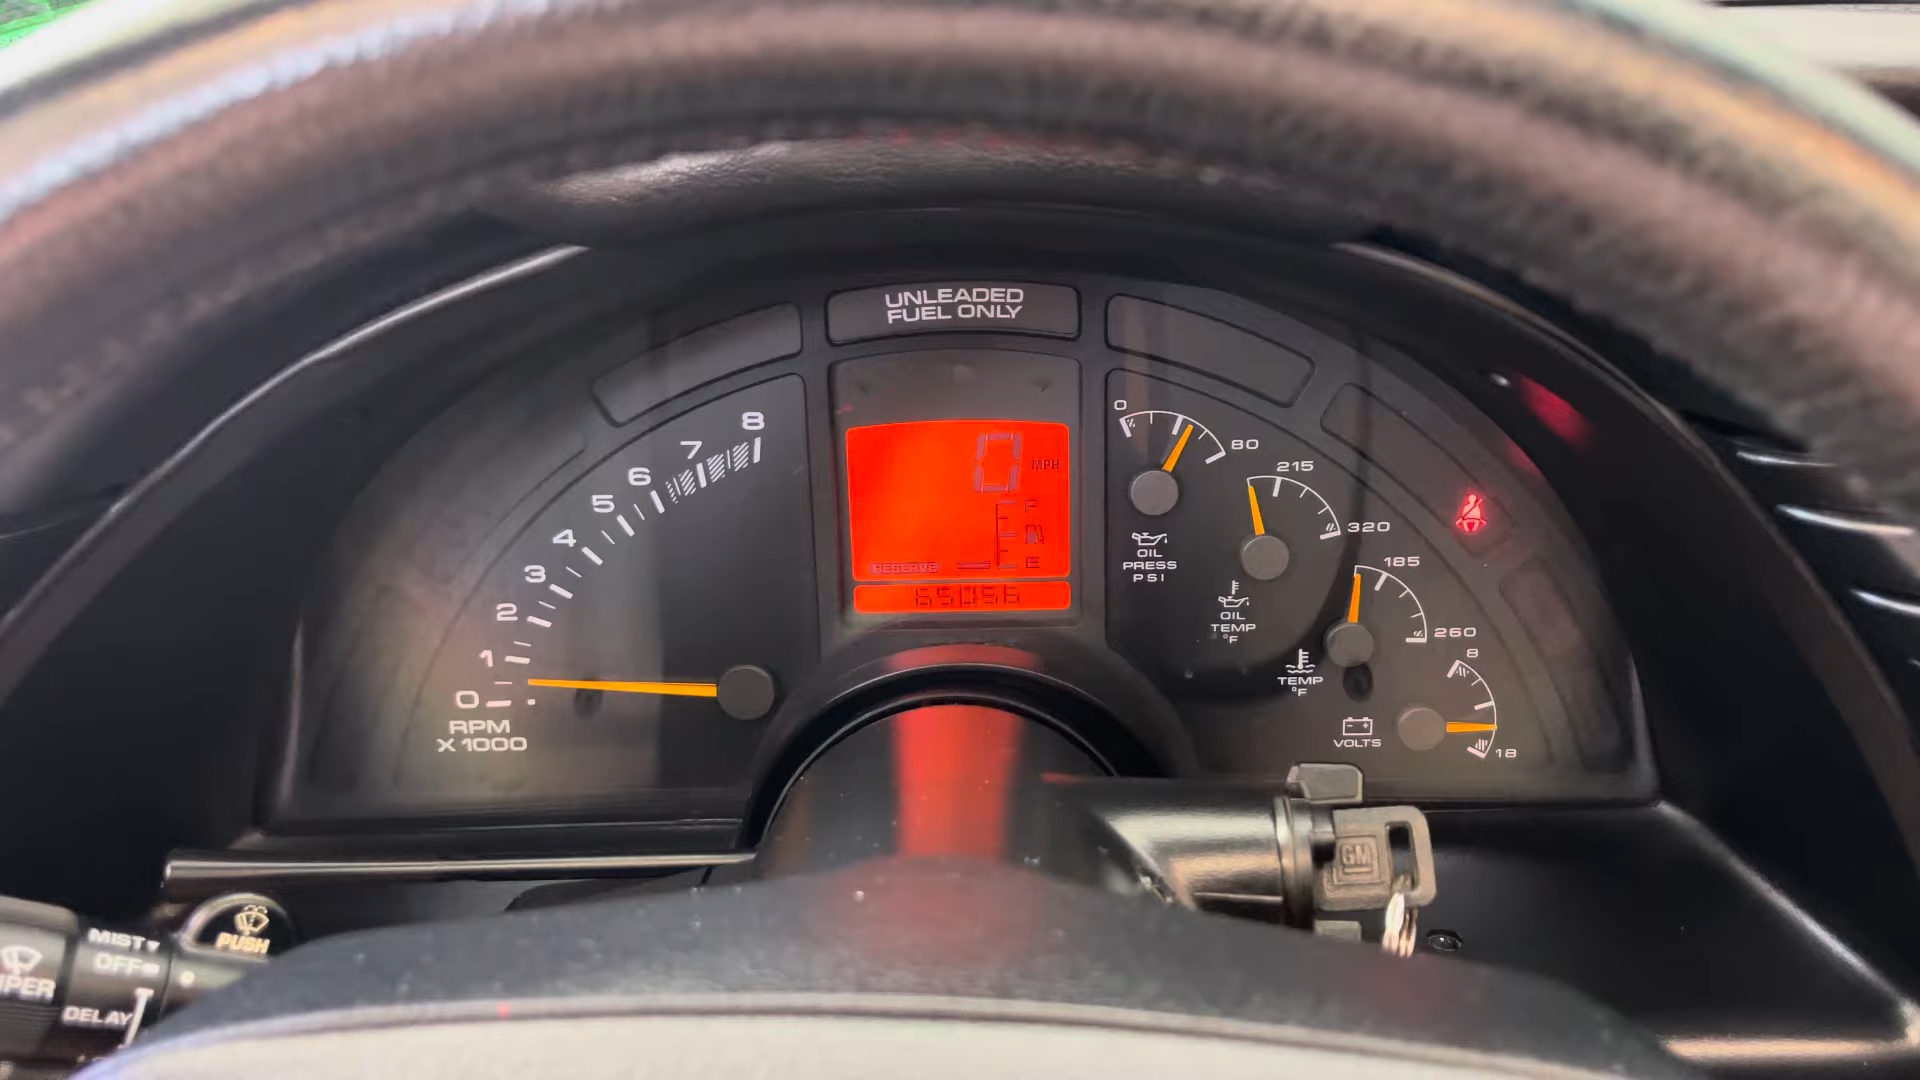 UNLEADED
FUEL ONLY
8
7
6
5
4
3
2
1
0
RPM
X 1000
0
MPH
F
E
RESERVE
65056
0
80
OIL
PRESS
PSI
215
320
OIL
TEMP
°F
185
260
TEMP
°F
8
18
VOLTS
GM
PUSH
MIST
OFF
DELAY